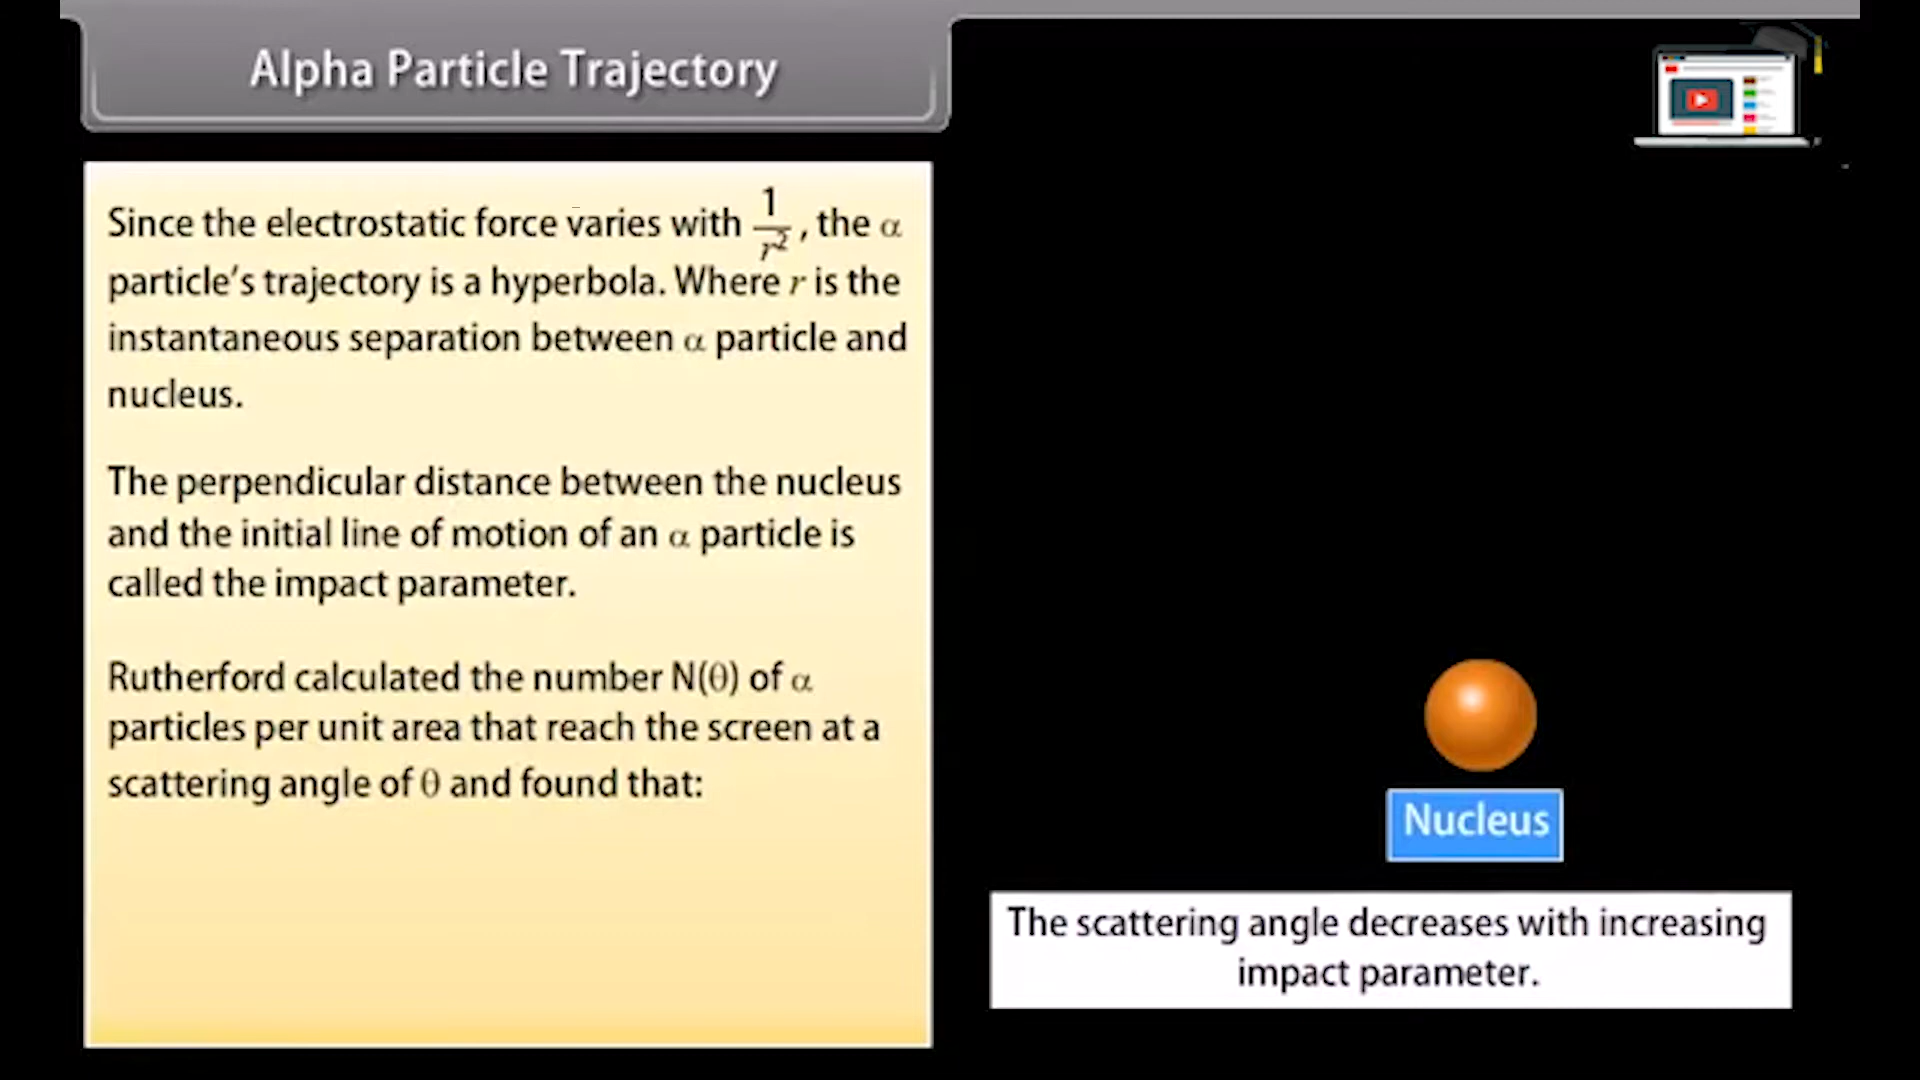 Alpha Particle Trajectory
Since the electrostatic force varies with 1/r², the α
particle's trajectory is a hyperbola. Where r is the
instantaneous separation between α particle and
nucleus.
The perpendicular distance between the nucleus
and the initial line of motion of an α particle is
called the impact parameter.
Rutherford calculated the number N(θ) of α
particles per unit area that reach the screen at a
scattering angle of θ and found that:
Nucleus
The scattering angle decreases with increasing
impact parameter.